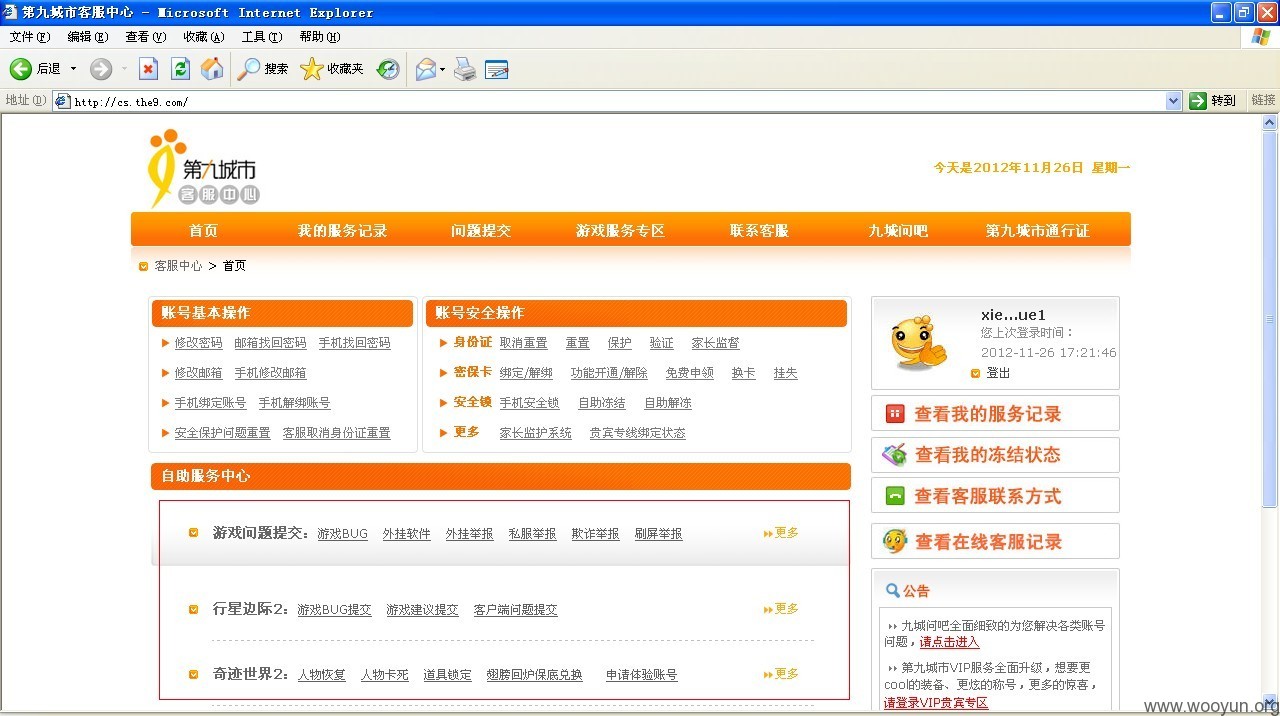 第九城市客服中心 - Microsoft Internet Explorer
文件(F) 编辑(E) 查看(V) 收藏(A) 工具(T) 帮助(H)
后退 搜索 收藏夹
地址(D) http://cs.the9.com/ 转到 链接
第九城市
客服中心
今天是2012年11月26日 星期一
首页 我的服务记录 问题提交 游戏服务专区 联系客服 九城问吧 第九城市通行证
客服中心 > 首页
账号基本操作
修改密码 邮箱找回密码 手机找回密码
修改邮箱 手机修改邮箱
手机绑定账号 手机解绑账号
安全保护问题重置 客服取消身份证重置
账号安全操作
身份证 取消重置 重置 保护 验证 家长监督
密保卡 绑定/解绑 功能开通/解除 免费申领 换卡 挂失
安全锁 手机安全锁 自助冻结 自助解冻
更多 家长监护系统 贵宾专线绑定状态
xie...ue1
您上次登录时间：
2012-11-26 17:21:46
登出
查看我的服务记录
查看我的冻结状态
查看客服联系方式
查看在线客服记录
自助服务中心
游戏问题提交： 游戏BUG 外挂软件 外挂举报 私服举报 欺诈举报 刷屏举报 更多
行星边际2： 游戏BUG提交 游戏建议提交 客户端问题提交 更多
奇迹世界2： 人物恢复 人物卡死 道具锁定 翅膀回炉保底兑换 申请体验账号 更多
公告
九城问吧全面细致的为您解决各类账号
问题，请点击进入
第九城市VIP服务全面升级，想要更
cool的装备、更炫的称号，更多的惊喜，
请登录VIP贵宾专区
www.wooyun.org